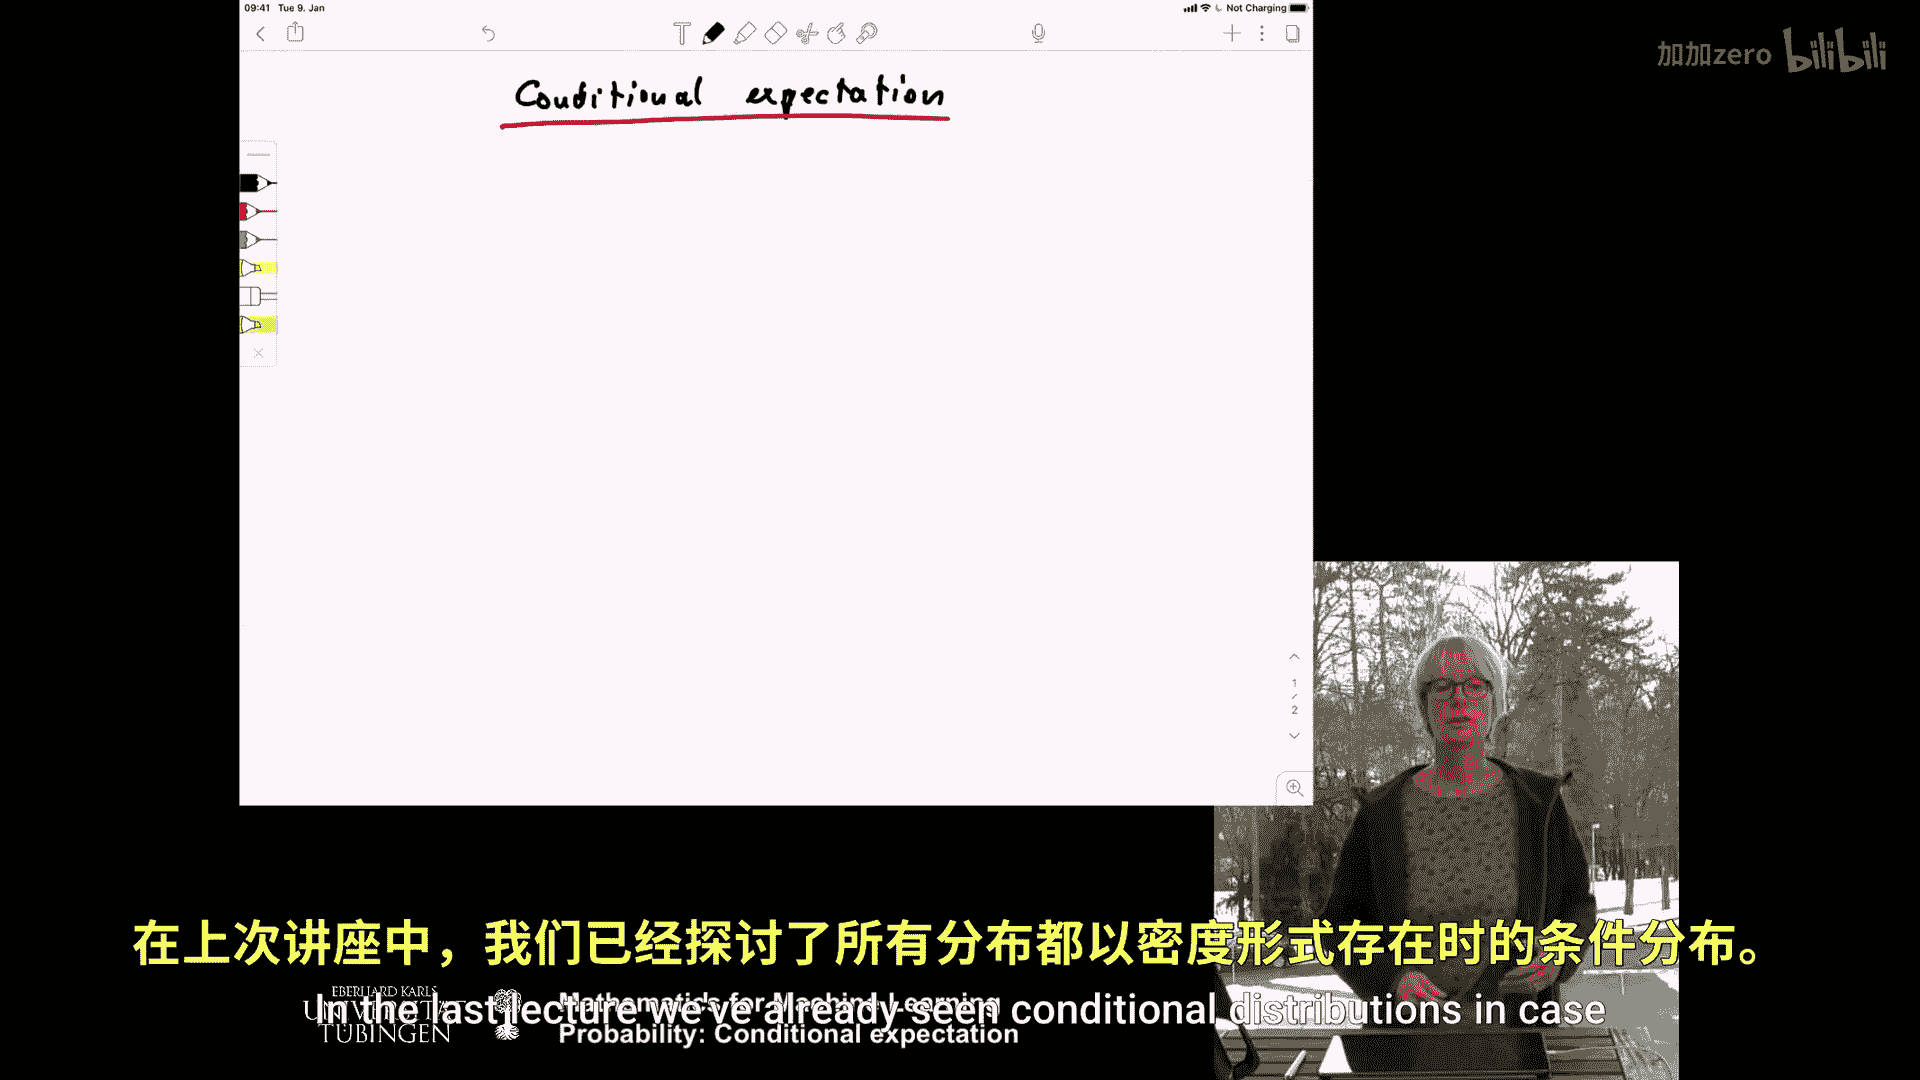 09:41 Tue 9. Jan
Not Charging
加加zero bilibili
Conditional expectation
1
2
在上次讲座中，我们已经探讨了所有分布都以密度形式存在时的条件分布。
EBERHARD KARLS
UNIVERSITÄT
TÜBINGEN
Mathematics for Machine Learning
Probability: Conditional expectation
In the last lecture we've already seen conditional distributions in case